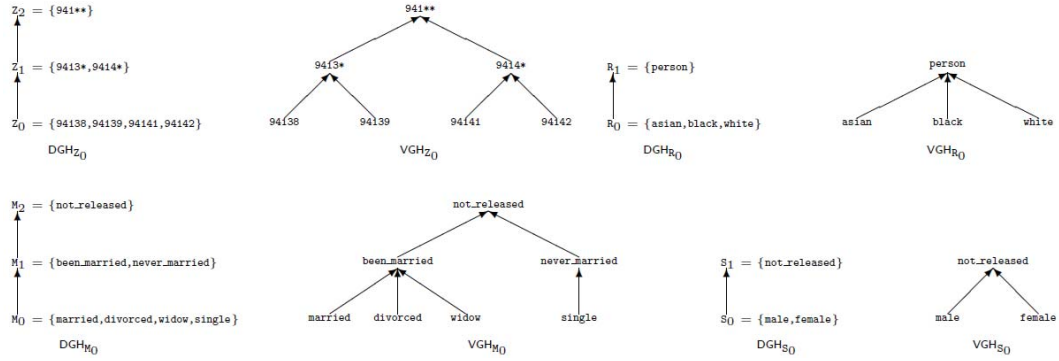 Z2 = {941**}
941**
Z1 = {9413*,9414*}
9413*
9414*
R1 = {person}
person
Z0 = {94138,94139,94141,94142}
94138
94139
94141
94142
R0 = {asian,black,white}
asian
black
white
DGHZ0
VGHZ0
DGHR0
VGHR0
M2 = {not_released}
not_released
M1 = {been_married,never_married}
been_married
never_married
S1 = {not_released}
not_released
M0 = {married,divorced,widow,single}
married
divorced
widow
single
S0 = {male,female}
male
female
DGHM0
VGHM0
DGHS0
VGHS0